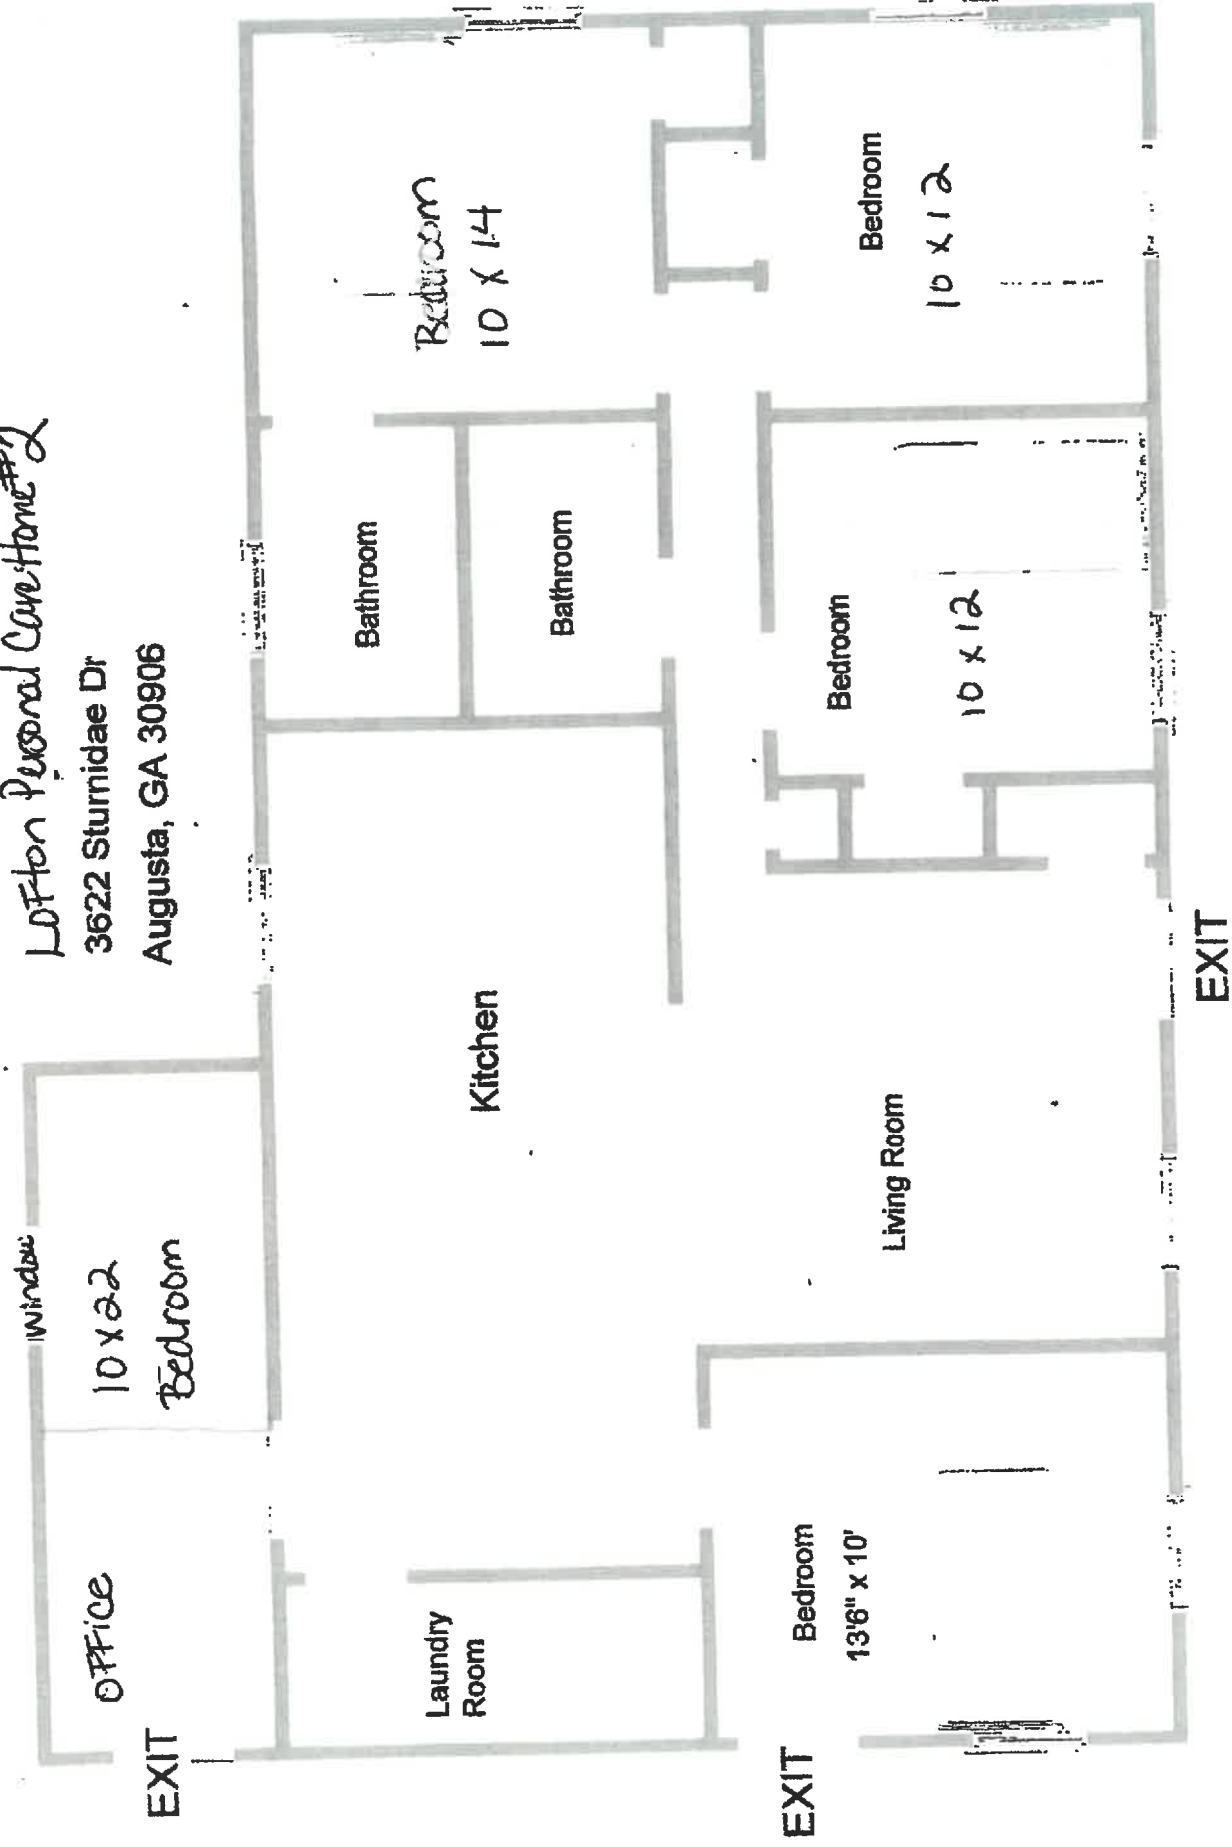 Lofton Personal Care Home #2
3622 Sturnidae Dr
Augusta, GA 30906
Window
10 x 22
Bedroom
OFFice
EXIT
Bedroom
10 X 14
Bathroom
Bathroom
Kitchen
Laundry
Room
Bedroom
10 x 12
Bedroom
10 x 12
Living Room
Bedroom
13'6" x 10'
EXIT
EXIT